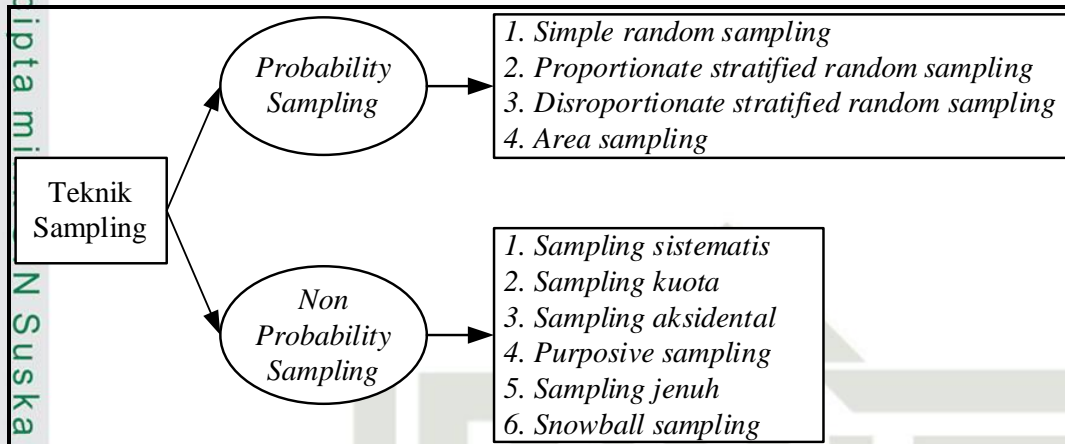 Teknik
Sampling
Probability
Sampling
1. Simple random sampling
2. Proportionate stratified random sampling
3. Disroportionate stratified random sampling
4. Area sampling
Non
Probability
Sampling
1. Sampling sistematis
2. Sampling kuota
3. Sampling aksidental
4. Purposive sampling
5. Sampling jenuh
6. Snowball sampling
Suska